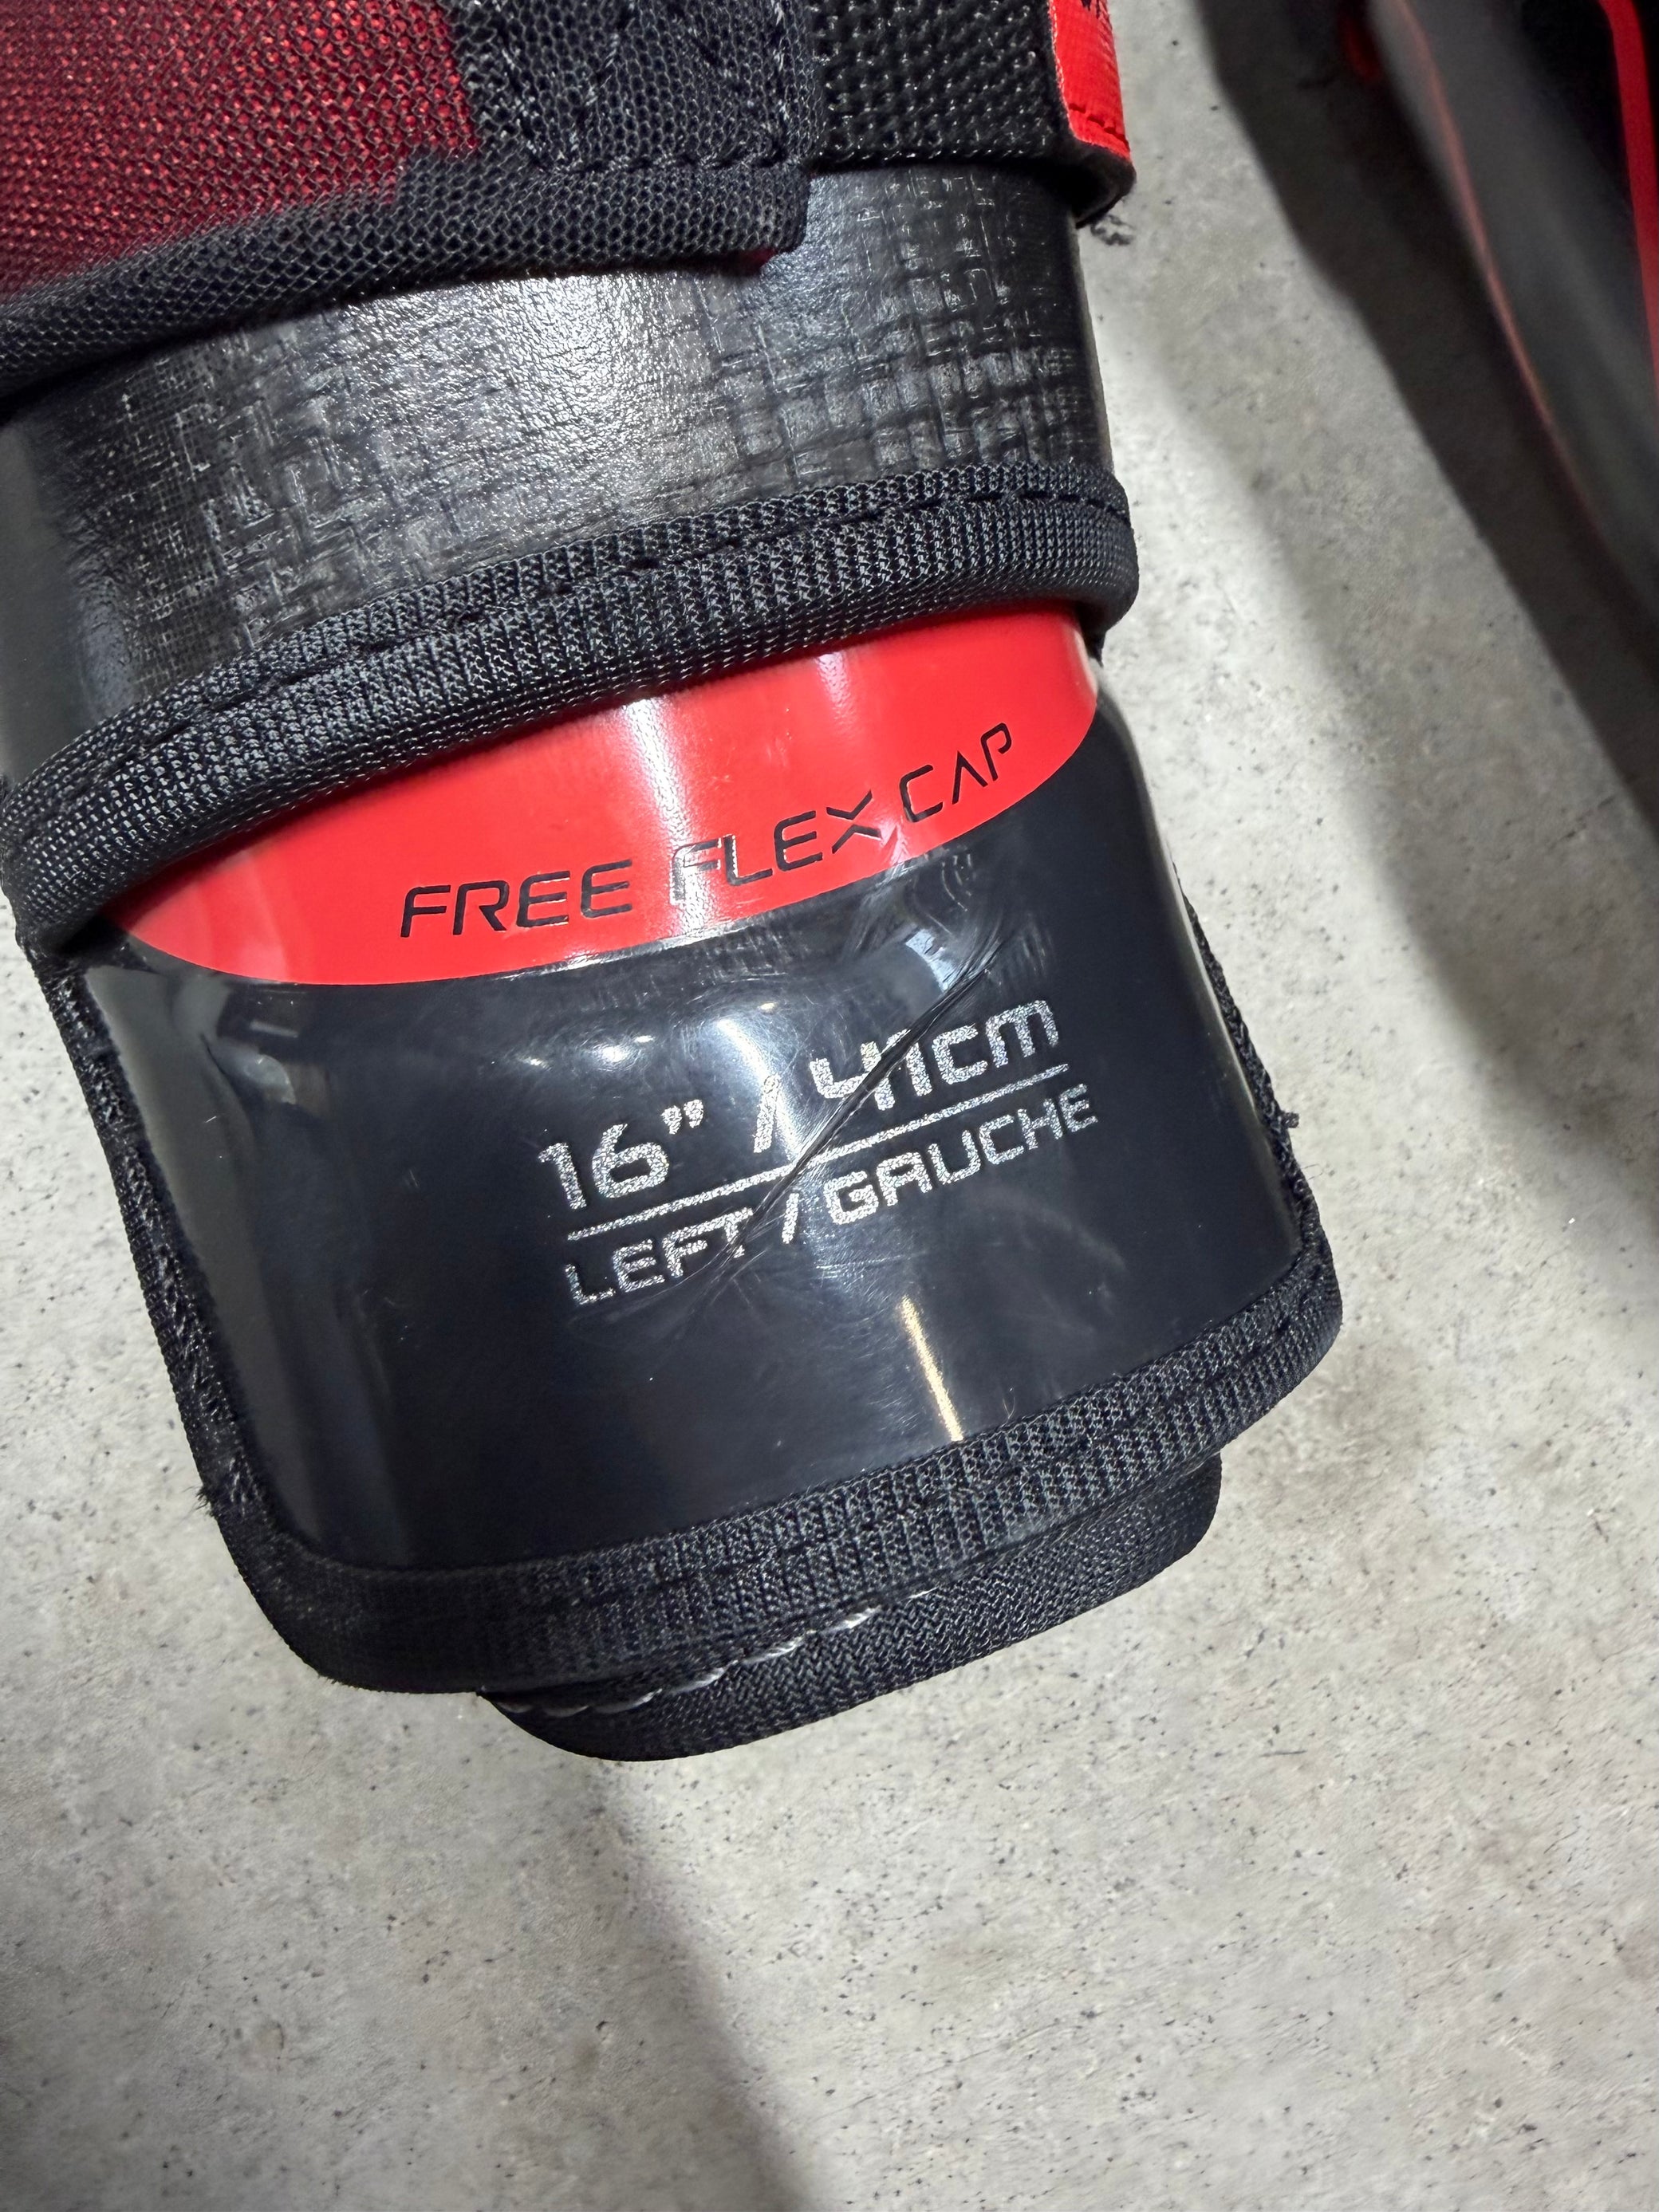 FREE FLEX CAP
16” / 41cm
LEFT / GAUCHE